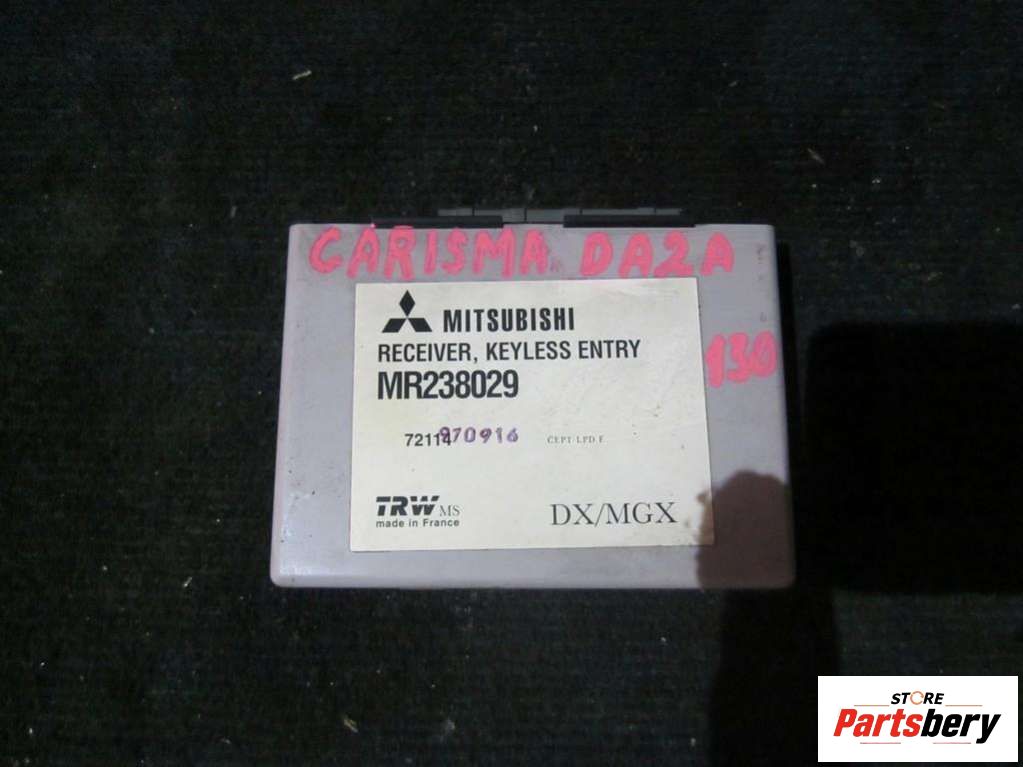 CARISMA DA2A
MITSUBISHI
RECEIVER, KEYLESS ENTRY
130
MR238029
72114 970916 CEPT LPD F
TRW MS
made in France
DX/MGX
STORE
Partsbery